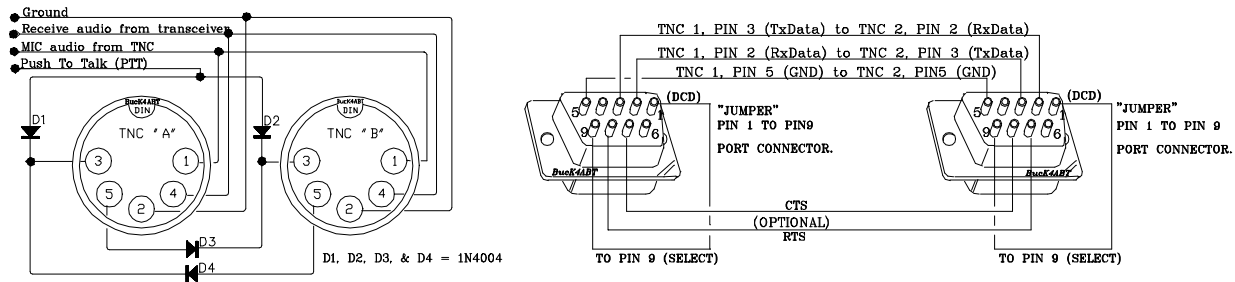 Ground
Receive audio from transceiver
MIC audio from TNC
Push To Talk (PTT)
D1
BucK4ABT
DIN
TNC "A"
3
1
5
4
2
D2
BucK4ABT
DIN
TNC "B"
3
1
5
4
2
D3
D4
D1, D2, D3, & D4 = 1N4004
TNC 1, PIN 3 (TxData) to TNC 2, PIN 2 (RxData)
TNC 1, PIN 2 (RxData) to TNC 2, PIN 3 (TxData)
TNC 1, PIN 5 (GND) to TNC 2, PIN5 (GND)
(DCD)
5
1
9
6
"JUMPER"
PIN 1 TO PIN9
PORT CONNECTOR.
BucK4ABT
(DCD)
5
1
9
6
"JUMPER"
PIN 1 TO PIN 9
PORT CONNECTOR.
BucK4ABT
CTS
(OPTIONAL)
RTS
TO PIN 9 (SELECT)
TO PIN 9 (SELECT)